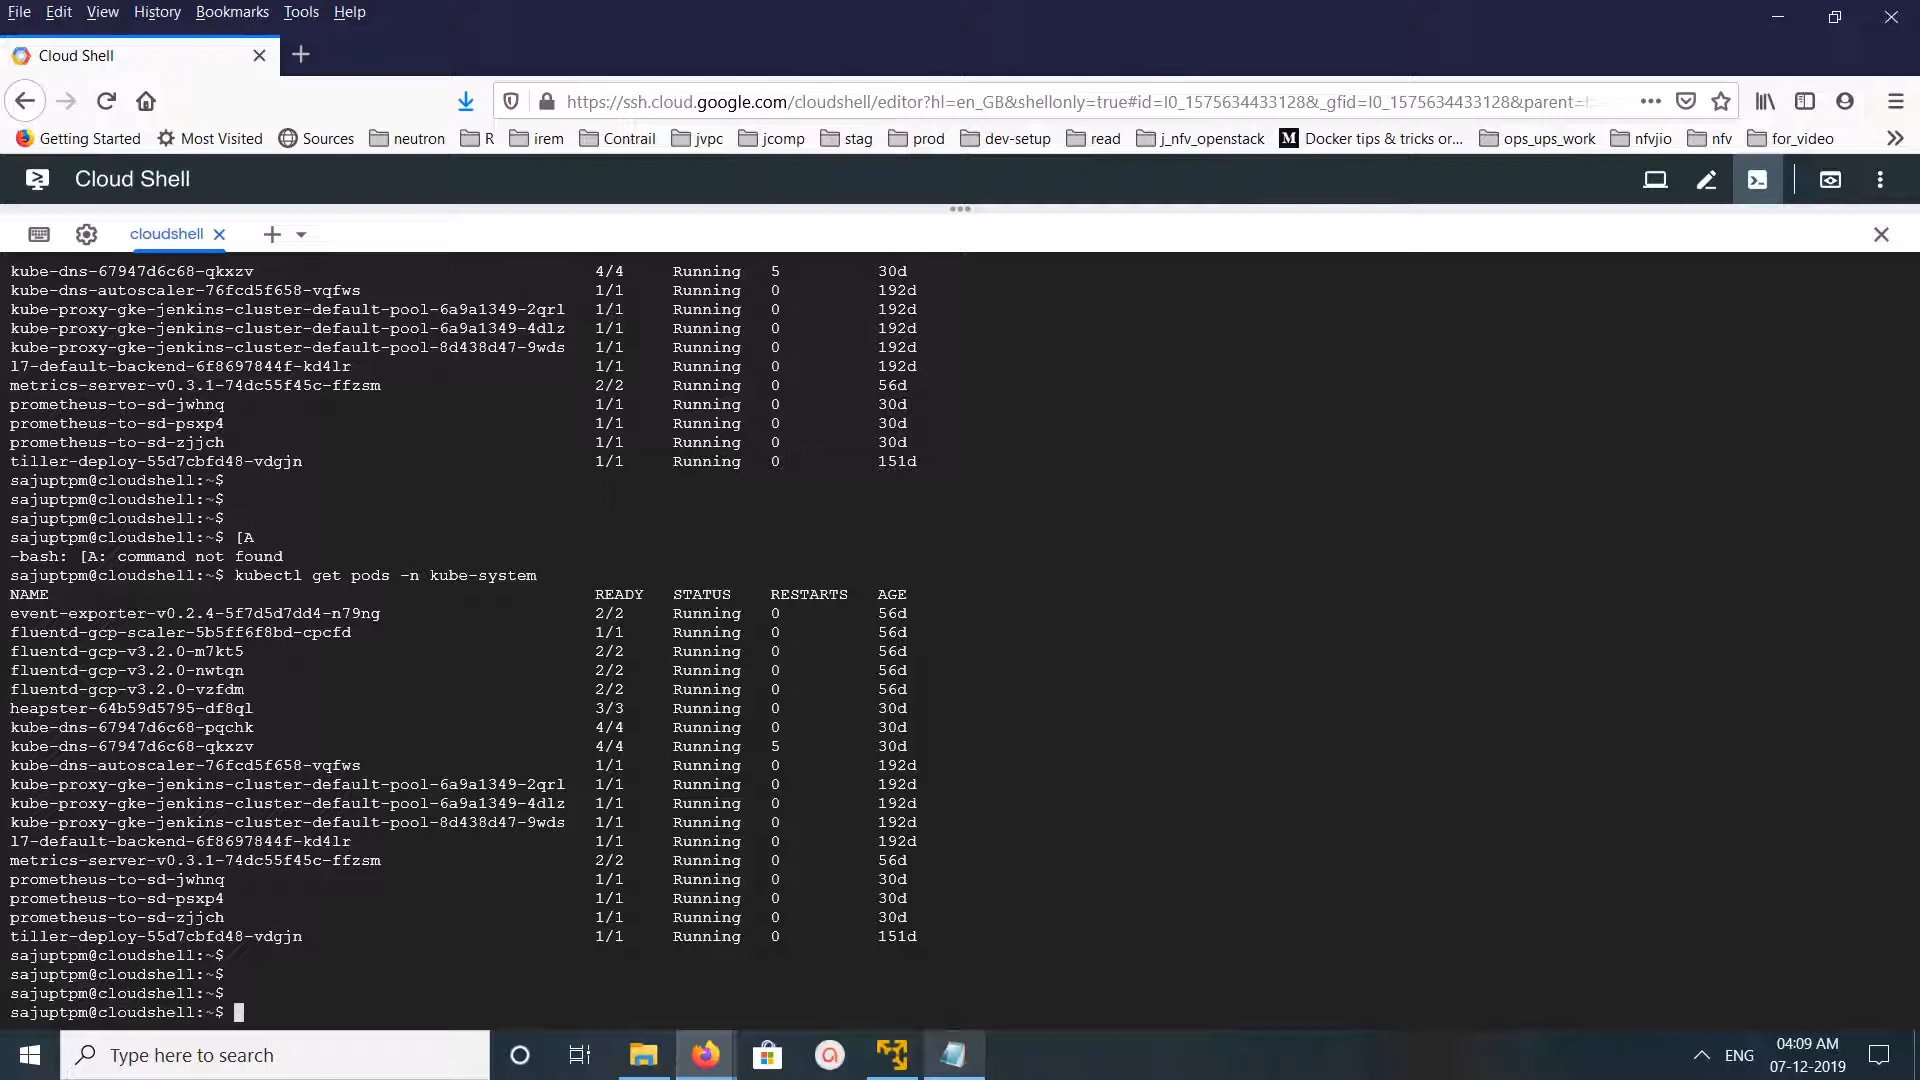 File Edit View History Bookmarks Tools Help
Cloud Shell
https://ssh.cloud.google.com/cloudshell/editor?hl=en_GB&shellonly=true#id=I0_1575634433128&_gfid=I0_1575634433128&parent=
Getting Started Most Visited Sources neutron R irem Contrail jvpc jcomp stag prod dev-setup read j_nfv_openstack M Docker tips & tricks or... ops_ups_work nfvjio nfv for_video
Cloud Shell
cloudshell
kube-dns-67947d6c68-qkxzv 4/4 Running 5 30d
kube-dns-autoscaler-76fcd5f658-vqfws 1/1 Running 0 192d
kube-proxy-gke-jenkins-cluster-default-pool-6a9a1349-2qrl 1/1 Running 0 192d
kube-proxy-gke-jenkins-cluster-default-pool-6a9a1349-4dlz 1/1 Running 0 192d
kube-proxy-gke-jenkins-cluster-default-pool-8d438d47-9wds 1/1 Running 0 192d
l7-default-backend-6f8697844f-kd4lr 1/1 Running 0 192d
metrics-server-v0.3.1-74dc55f45c-ffzsm 2/2 Running 0 56d
prometheus-to-sd-jwhnq 1/1 Running 0 30d
prometheus-to-sd-psxp4 1/1 Running 0 30d
prometheus-to-sd-zjjch 1/1 Running 0 30d
tiller-deploy-55d7cbfd48-vdgjn 1/1 Running 0 151d
sajuptpm@cloudshell:~$
sajuptpm@cloudshell:~$
sajuptpm@cloudshell:~$
sajuptpm@cloudshell:~$ [A
-bash: [A: command not found
sajuptpm@cloudshell:~$ kubectl get pods -n kube-system
NAME READY STATUS RESTARTS AGE
event-exporter-v0.2.4-5f7d5d7dd4-n79ng 2/2 Running 0 56d
fluentd-gcp-scaler-5b5ff6f8bd-cpcfd 1/1 Running 0 56d
fluentd-gcp-v3.2.0-m7kt5 2/2 Running 0 56d
fluentd-gcp-v3.2.0-nwtqn 2/2 Running 0 56d
fluentd-gcp-v3.2.0-vzfdm 2/2 Running 0 56d
heapster-64b59d5795-df8ql 3/3 Running 0 30d
kube-dns-67947d6c68-pqchk 4/4 Running 0 30d
kube-dns-67947d6c68-qkxzv 4/4 Running 5 30d
kube-dns-autoscaler-76fcd5f658-vqfws 1/1 Running 0 192d
kube-proxy-gke-jenkins-cluster-default-pool-6a9a1349-2qrl 1/1 Running 0 192d
kube-proxy-gke-jenkins-cluster-default-pool-6a9a1349-4dlz 1/1 Running 0 192d
kube-proxy-gke-jenkins-cluster-default-pool-8d438d47-9wds 1/1 Running 0 192d
l7-default-backend-6f8697844f-kd4lr 1/1 Running 0 192d
metrics-server-v0.3.1-74dc55f45c-ffzsm 2/2 Running 0 56d
prometheus-to-sd-jwhnq 1/1 Running 0 30d
prometheus-to-sd-psxp4 1/1 Running 0 30d
prometheus-to-sd-zjjch 1/1 Running 0 30d
tiller-deploy-55d7cbfd48-vdgjn 1/1 Running 0 151d
sajuptpm@cloudshell:~$
sajuptpm@cloudshell:~$
sajuptpm@cloudshell:~$
sajuptpm@cloudshell:~$
Type here to search
ENG
04:09 AM
07-12-2019